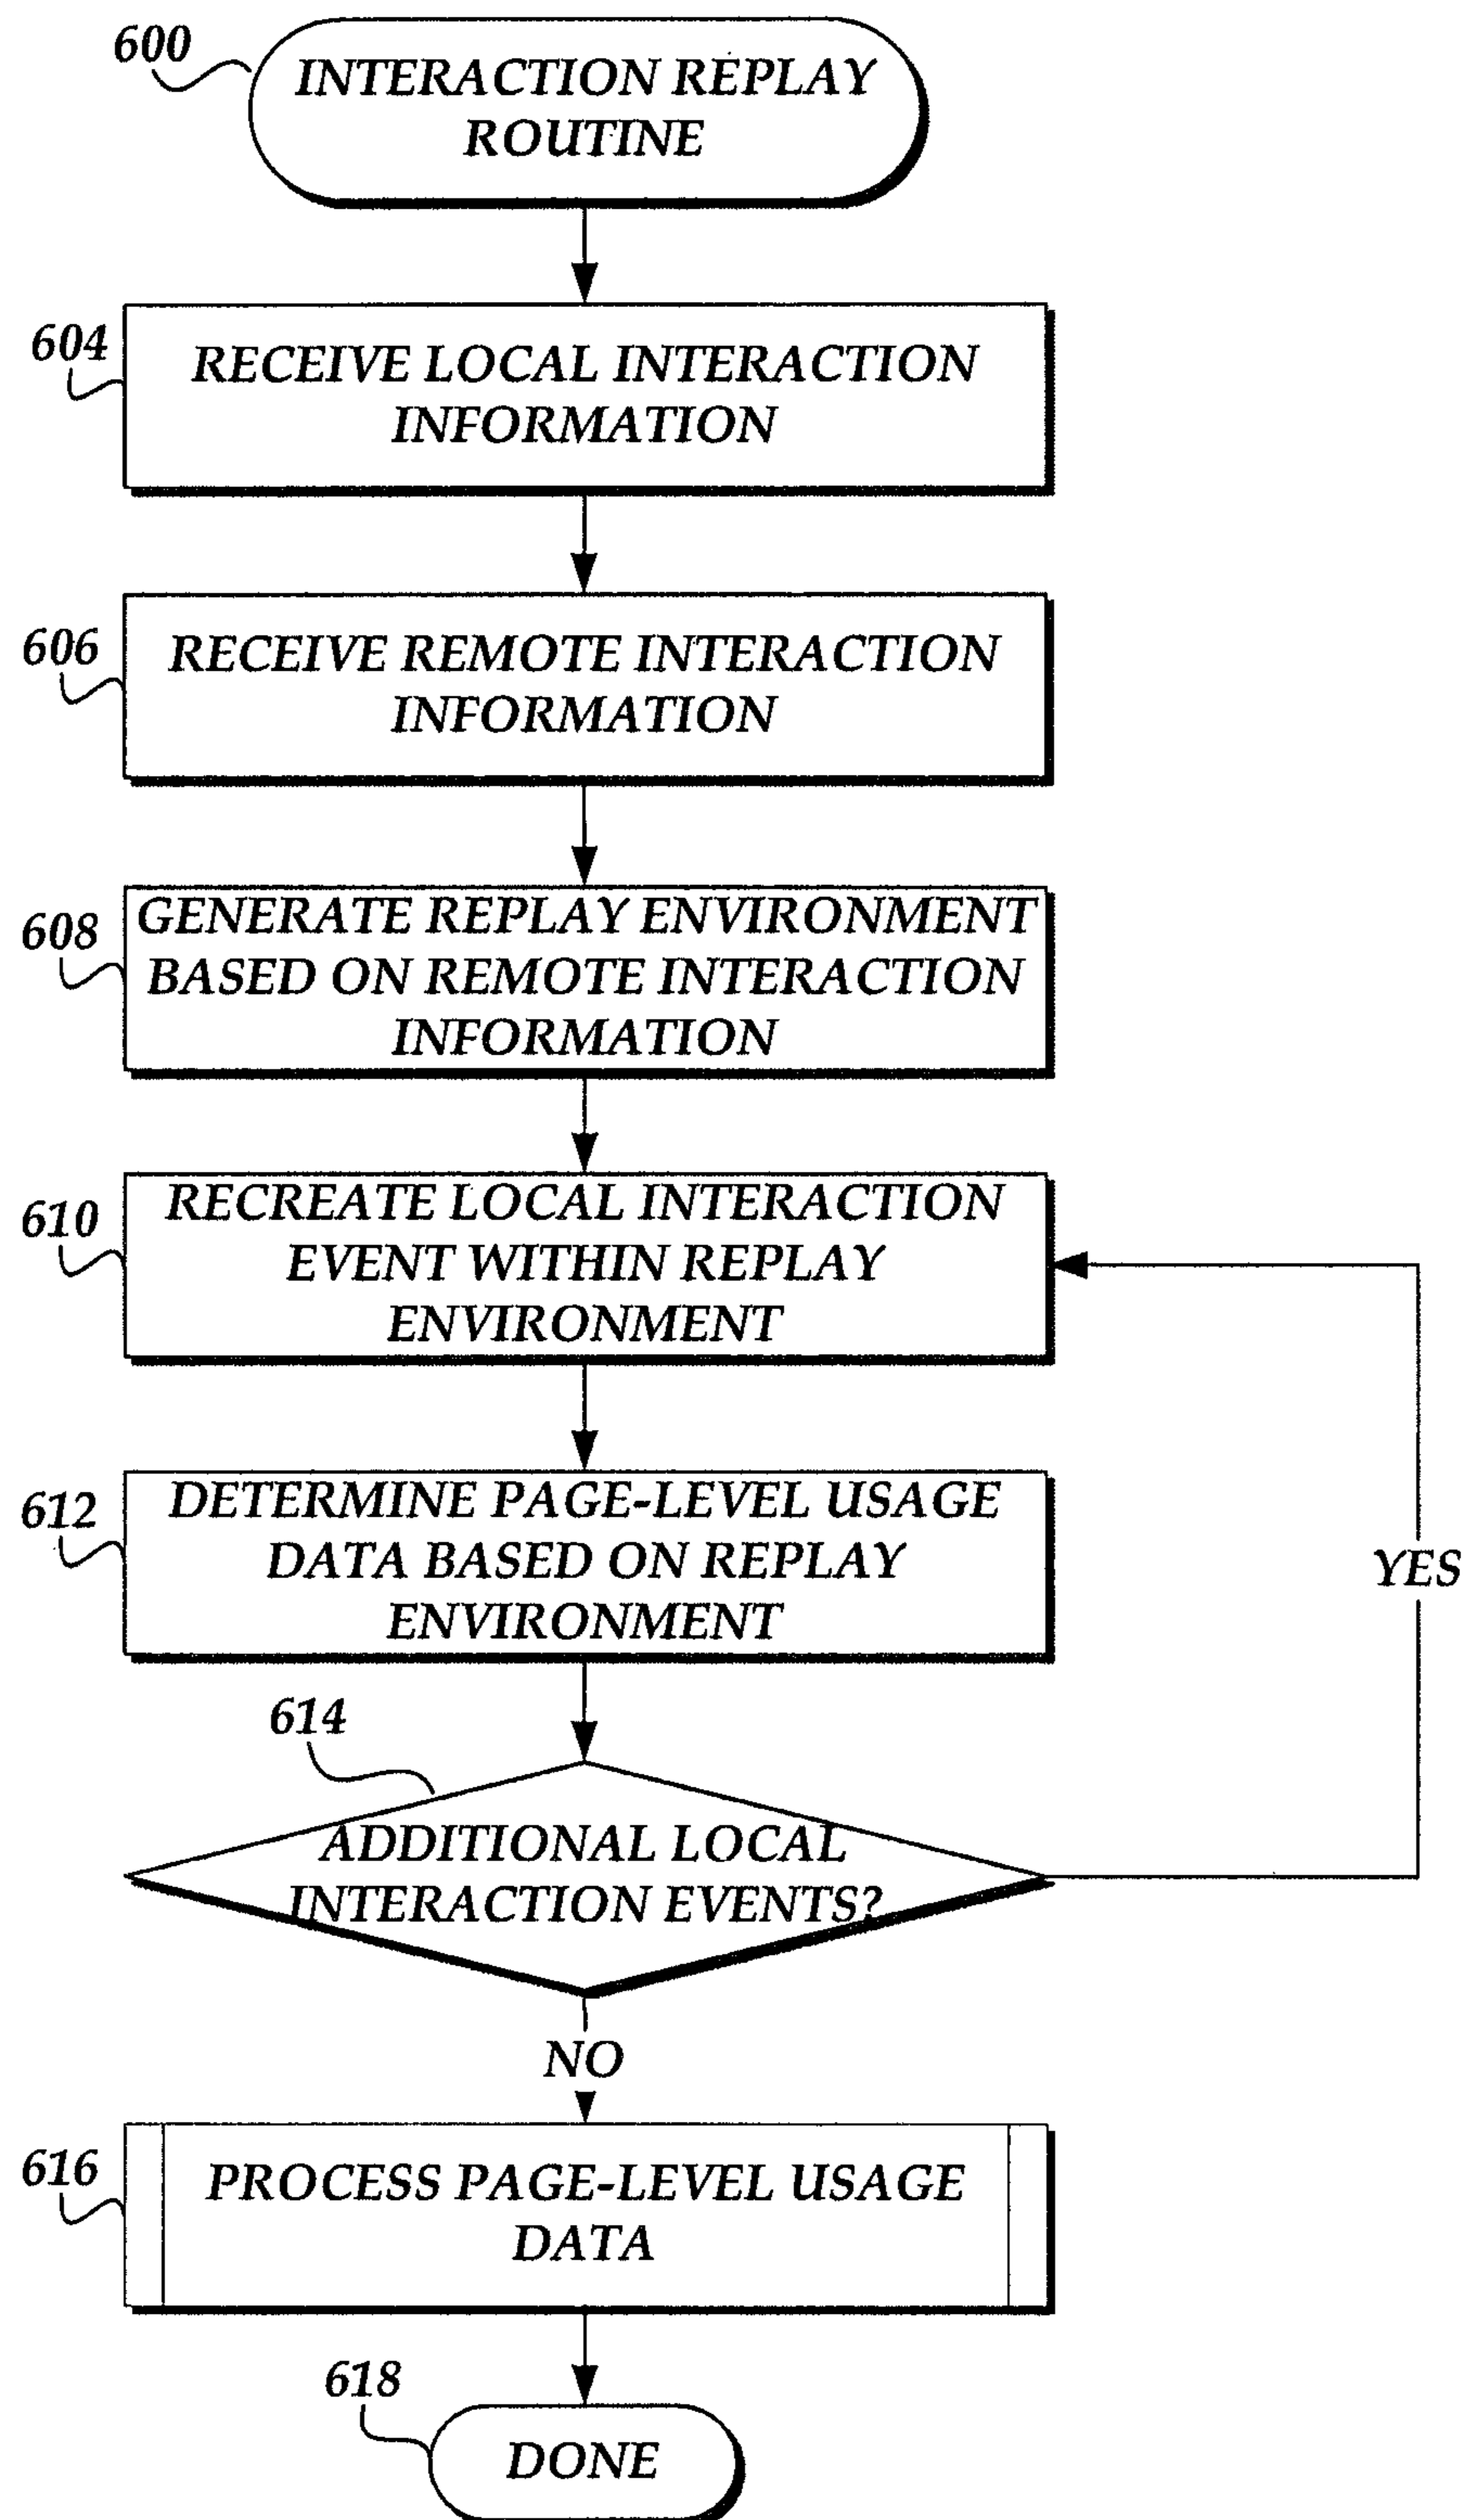 600
INTERACTION REPLAY
ROUTINE
604
RECEIVE LOCAL INTERACTION
INFORMATION
606
RECEIVE REMOTE INTERACTION
INFORMATION
608
GENERATE REPLAY ENVIRONMENT
BASED ON REMOTE INTERACTION
INFORMATION
610
RECREATE LOCAL INTERACTION
EVENT WITHIN REPLAY
ENVIRONMENT
612
DETERMINE PAGE-LEVEL USAGE
DATA BASED ON REPLAY
ENVIRONMENT
YES
614
ADDITIONAL LOCAL
INTERACTION EVENTS?
NO
616
PROCESS PAGE-LEVEL USAGE
DATA
618
DONE